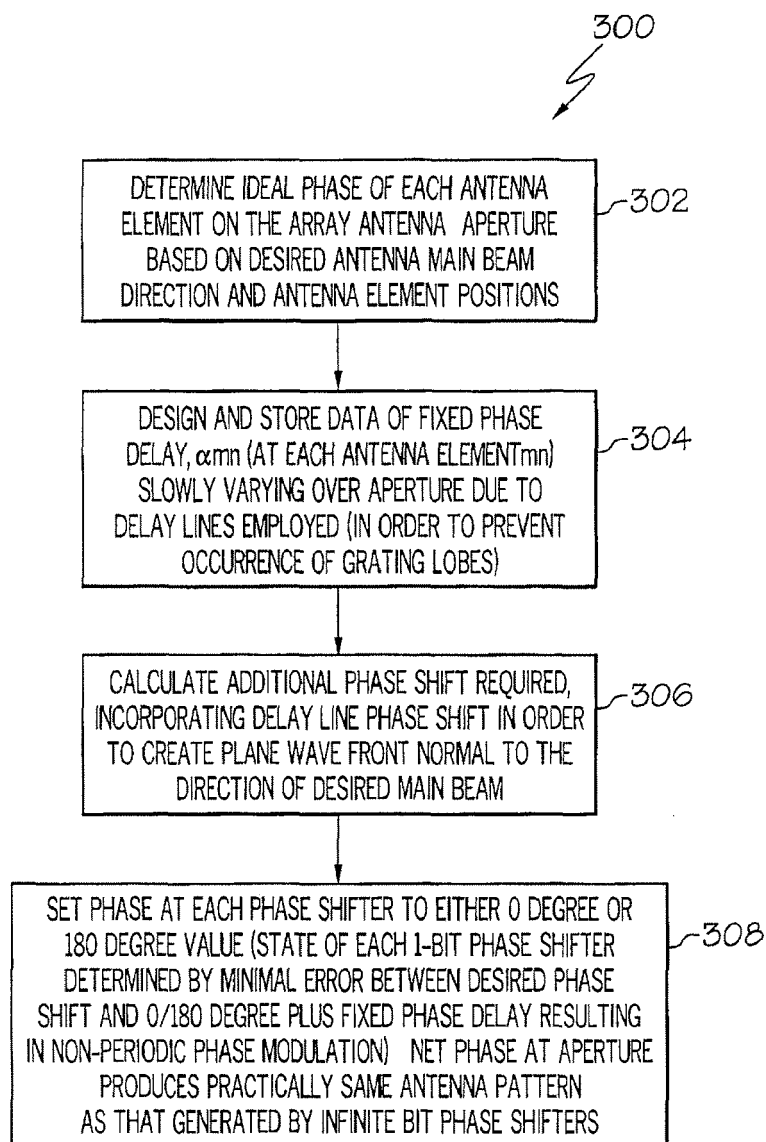 300
DETERMINE IDEAL PHASE OF EACH ANTENNA
ELEMENT ON THE ARRAY ANTENNA APERTURE
BASED ON DESIRED ANTENNA MAIN BEAM
DIRECTION AND ANTENNA ELEMENT POSITIONS
302
DESIGN AND STORE DATA OF FIXED PHASE
DELAY, αmn (AT EACH ANTENNA ELEMENTmn)
SLOWLY VARYING OVER APERTURE DUE TO
DELAY LINES EMPLOYED (IN ORDER TO PREVENT
OCCURRENCE OF GRATING LOBES)
304
CALCULATE ADDITIONAL PHASE SHIFT REQUIRED,
INCORPORATING DELAY LINE PHASE SHIFT IN ORDER
TO CREATE PLANE WAVE FRONT NORMAL TO THE
DIRECTION OF DESIRED MAIN BEAM
306
SET PHASE AT EACH PHASE SHIFTER TO EITHER 0 DEGREE OR
180 DEGREE VALUE (STATE OF EACH 1-BIT PHASE SHIFTER
DETERMINED BY MINIMAL ERROR BETWEEN DESIRED PHASE
SHIFT AND 0/180 DEGREE PLUS FIXED PHASE DELAY RESULTING
IN NON-PERIODIC PHASE MODULATION) NET PHASE AT APERTURE
PRODUCES PRACTICALLY SAME ANTENNA PATTERN
AS THAT GENERATED BY INFINITE BIT PHASE SHIFTERS
308